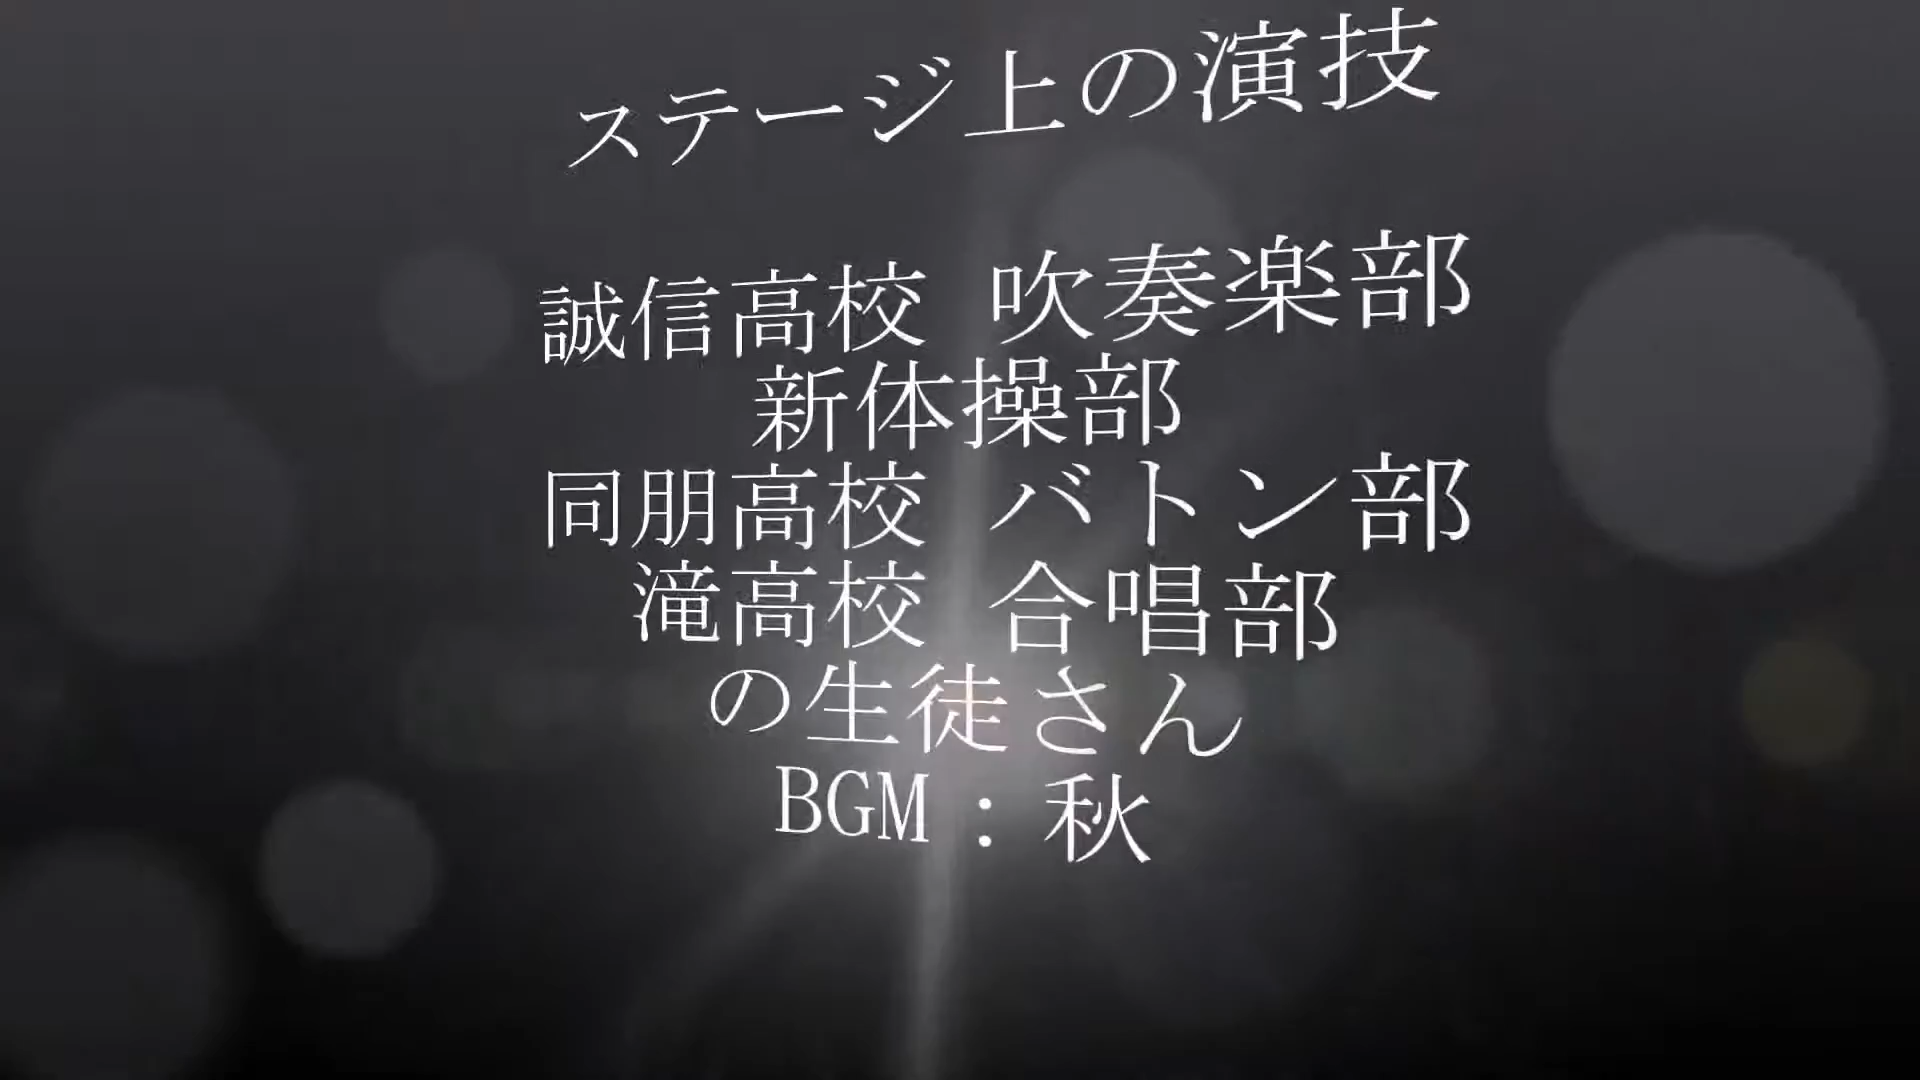 ステージ上の演技
誠信高校 吹奏楽部
新体操部
同朋高校 バトン部
滝高校 合唱部
の生徒さん
BGM：秋